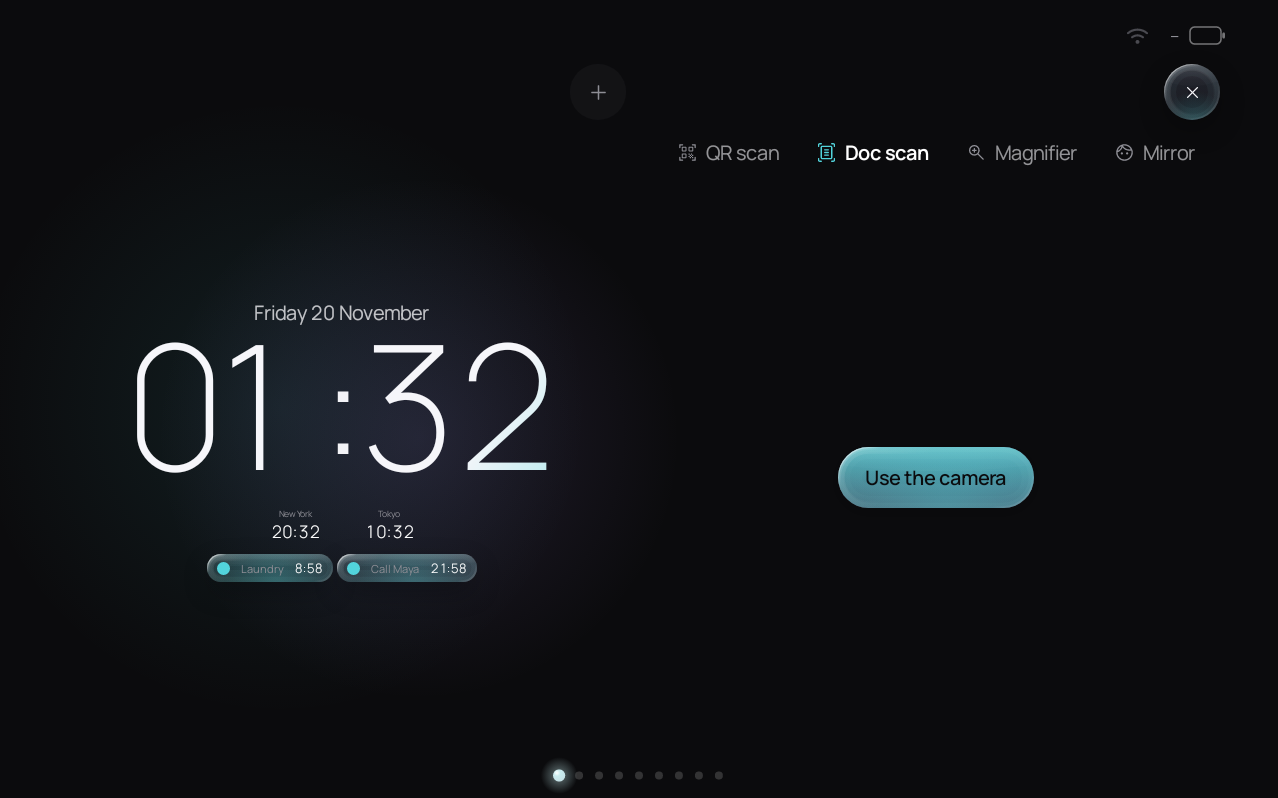 QR scan
Doc scan
Magnifier
Mirror
Friday 20 November
01:32
New York
Tokyo
20:32
10:32
Laundry 8:58
Call Maya 21:58
Use the camera